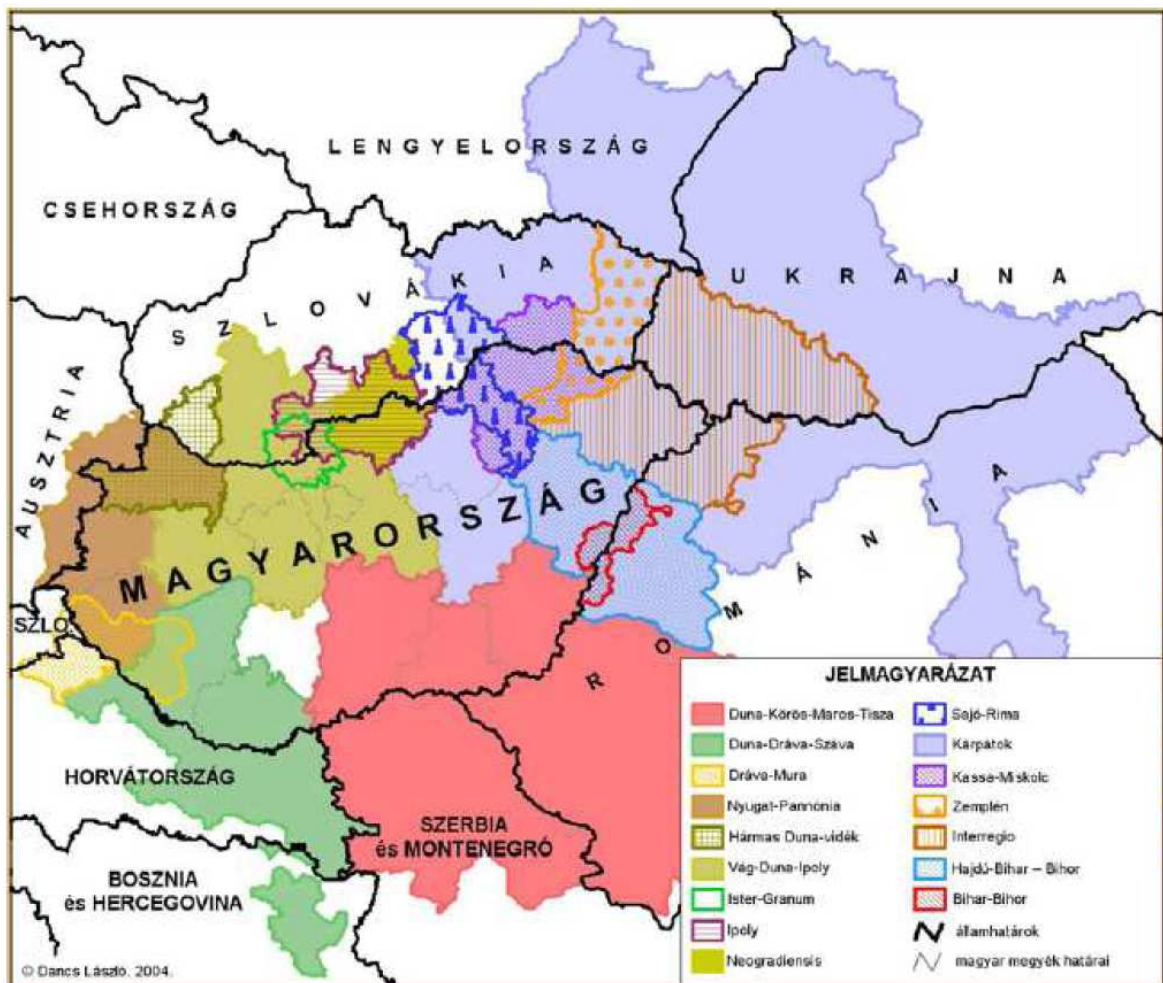 LENGYELORSZÁG
CSEHORSZÁG
SZLOVÁKIA
UKRAJNA
AUSZTRIA
MAGYARORSZÁG
ROMÁNIA
SZLO.
HORVÁTORSZÁG
SZERBIA
és MONTENEGRÓ
BOSZNIA
és HERCEGOVINA
© Dancs László, 2004.
JELMAGYARÁZAT
Duna-Körös-Maros-Tisza
Duna-Dráva-Száva
Dráva-Mura
Nyugat-Pannónia
Hármas Duna-vidék
Vág-Duna-Ipoly
Ister-Granum
Ipoly
Neogradiensis
Sajó-Rima
Kárpátok
Kassa-Miskolc
Zemplén
Interregio
Hajdú-Bihar – Bihor
Bihar-Bihor
államhatárok
magyar megyék határai